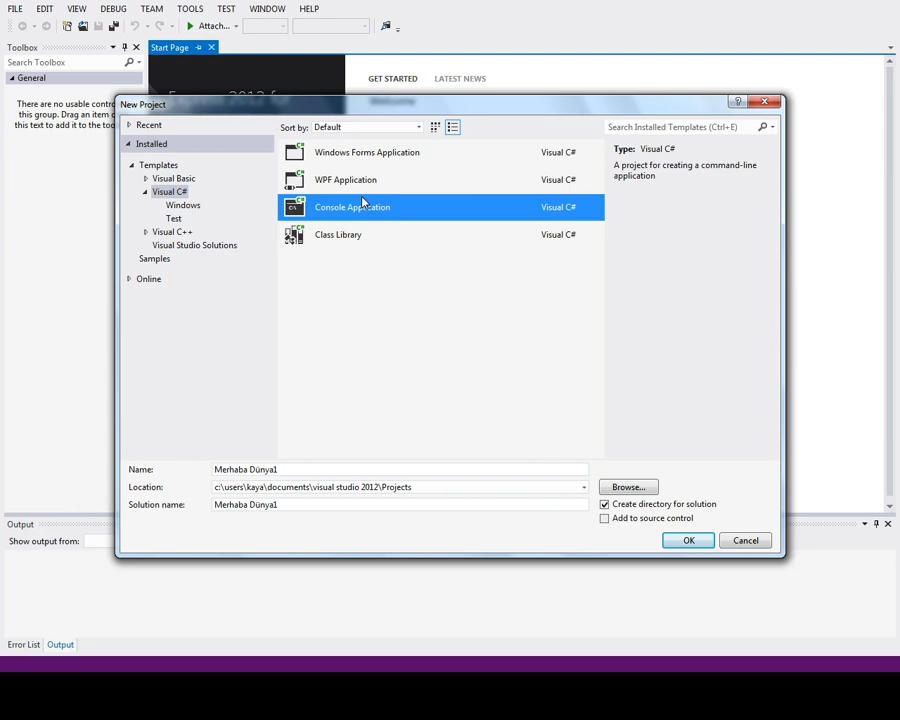 FILE EDIT VIEW DEBUG TEAM TOOLS TEST WINDOW HELP
Attach...
Toolbox
Start Page
Search Toolbox
General
There are no usable contr
this group. Drag an item o
this text to add it to the too
GET STARTED LATEST NEWS
Welcome
2012 for
New Project
Recent
Installed
Templates
Visual Basic
Visual C#
Windows
Test
Visual C++
Visual Studio Solutions
Samples
Online
Sort by: Default
Windows Forms Application Visual C#
WPF Application Visual C#
Console Application Visual C#
Class Library Visual C#
Search Installed Templates (Ctrl+E)
Type: Visual C#
A project for creating a command-line
application
Name: Merhaba Dünya1
Location: c:\users\kaya\documents\visual studio 2012\Projects
Browse...
Solution name: Merhaba Dünya1
Create directory for solution
Add to source control
OK Cancel
Output
Show output from:
Error List Output